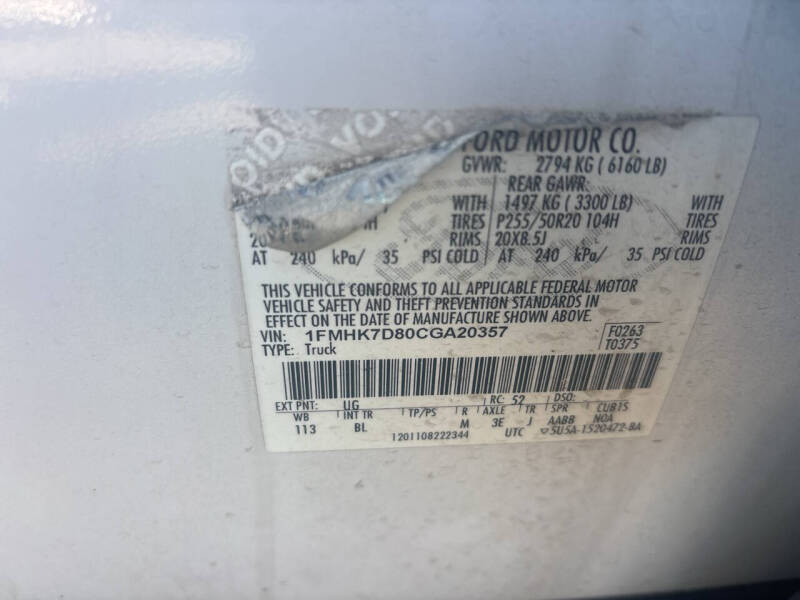 VOID
FORD MOTOR CO.
GVWR: 2794 KG ( 6160 LB)
REAR GAWR:
WITH 1497 KG ( 3300 LB) WITH
TIRES P255/50R20 104H TIRES
RIMS 20X8.5J RIMS
AT 240 kPa/ 35 PSI COLD AT 240 kPa/ 35 PSI COLD
THIS VEHICLE CONFORMS TO ALL APPLICABLE FEDERAL MOTOR
VEHICLE SAFETY AND THEFT PREVENTION STANDARDS IN
EFFECT ON THE DATE OF MANUFACTURE SHOWN ABOVE.
VIN: 1FMHK7D80CGA20357 F0263
TYPE: Truck T0375
EXT PNT: UG RC: 52 DSO:
WB INT TR TP/PS R AXLE TR SPR CUBIS
113 BL M 3E J AABB NOA
1201108222344 UTC 5U5A-1520472-BA